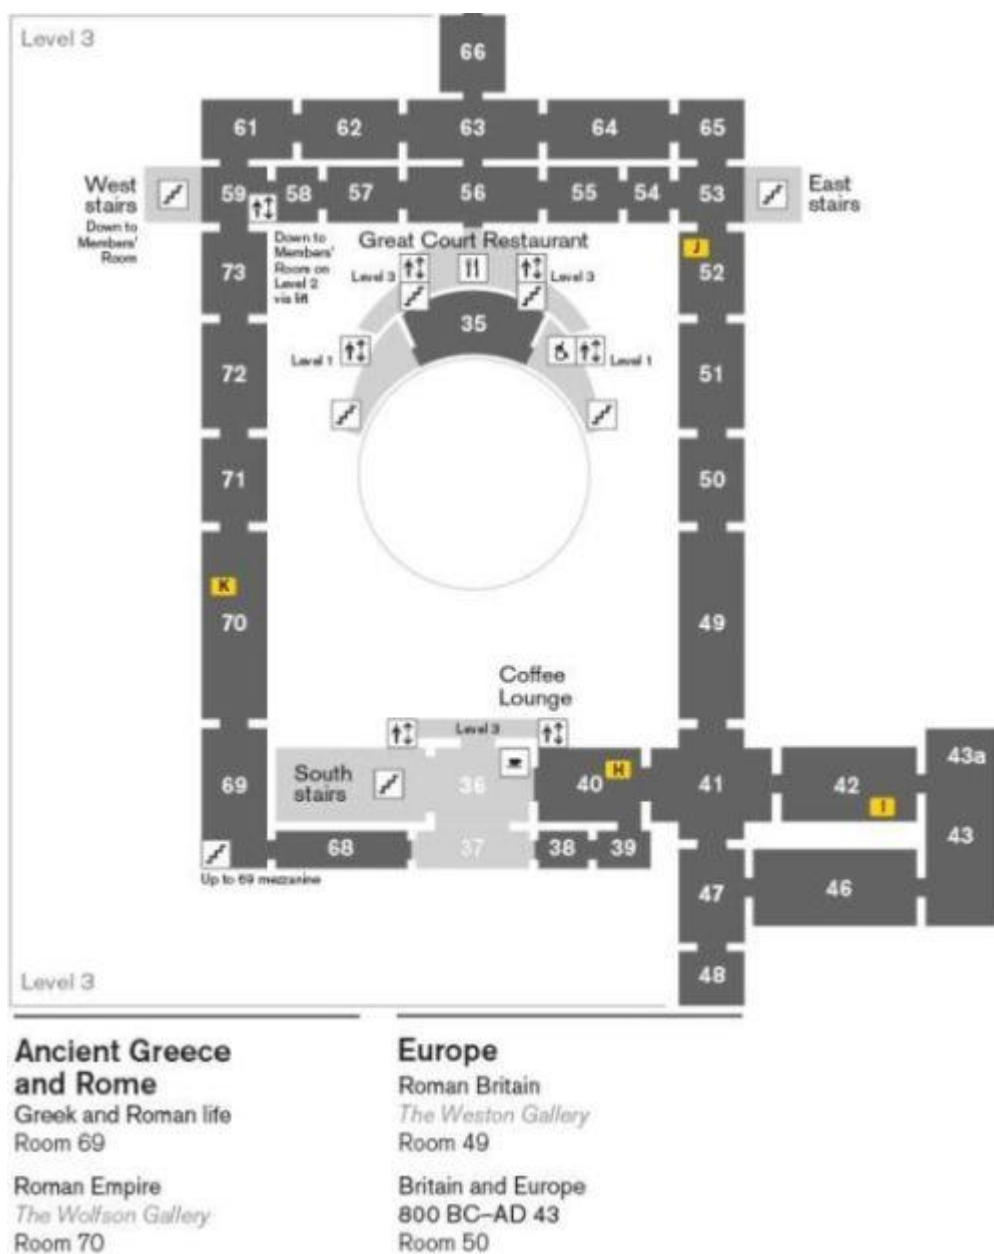 Level 3
66
61 62 63 64 65
West stairs
59 58 57 56 55 54 53
East stairs
Down to
Members'
Room
Down to
Members'
Room on
Level 2
via lift
Great Court Restaurant
J
73
Level 3
Level 3
52
35
Level 1
Level 1
72
51
71
50
K
70
49
Coffee
Lounge
Level 3
South
stairs
69
36
40
H
41
42
I
43a
43
68
37
38
39
Up to 69 mezzanine
47
46
48
Level 3
Ancient Greece
and Rome
Greek and Roman life
Room 69
Roman Empire
The Wolfson Gallery
Room 70
Europe
Roman Britain
The Weston Gallery
Room 49
Britain and Europe
800 BC–AD 43
Room 50